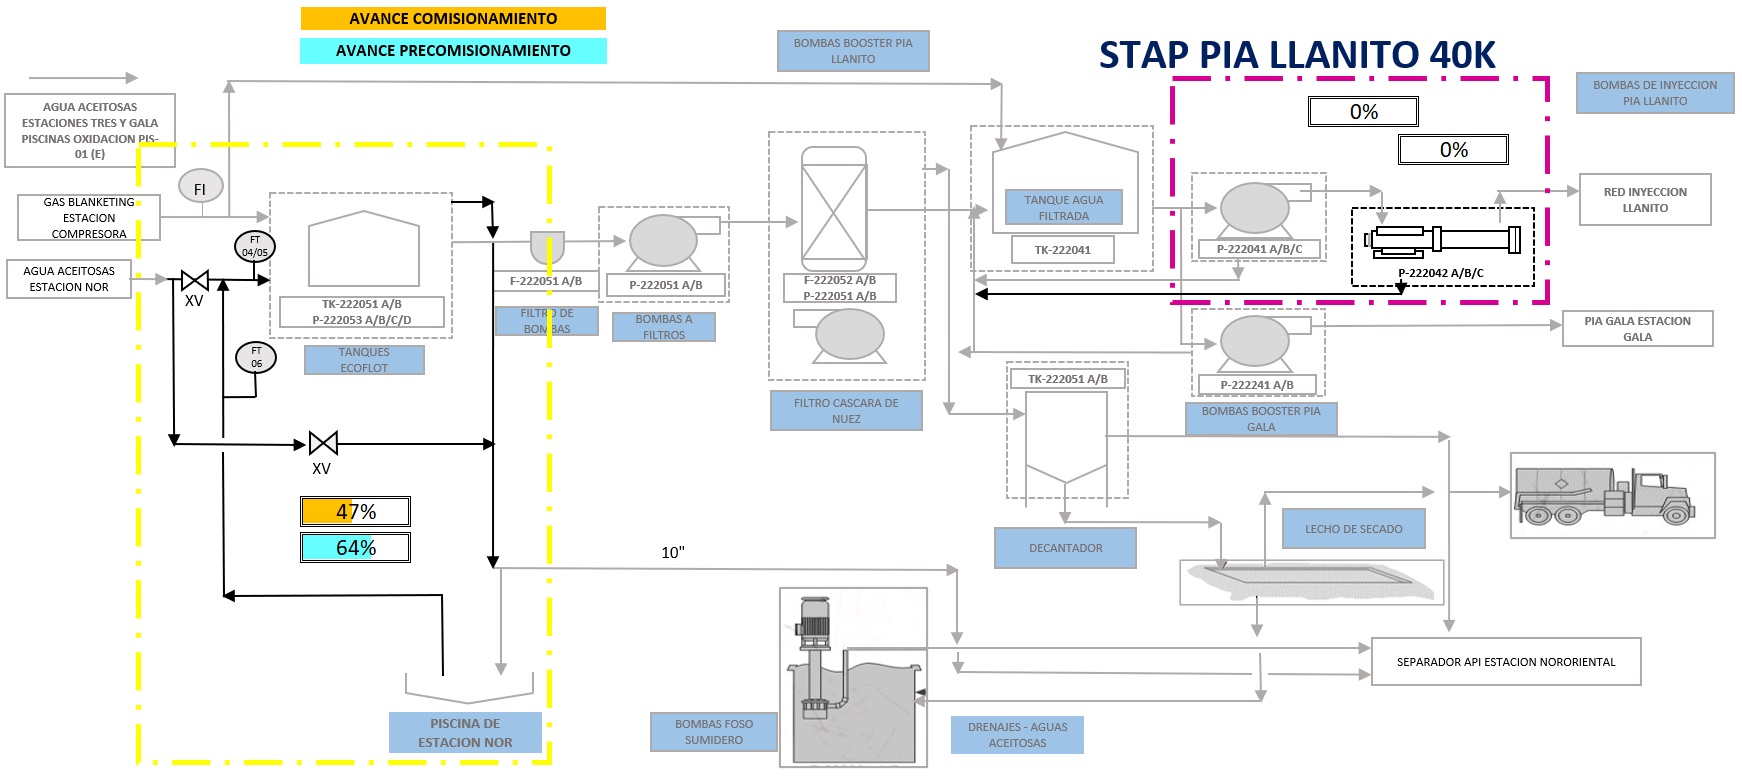 AVANCE COMISIONAMIENTO
AVANCE PRECOMISIONAMIENTO
BOMBAS BOOSTER PIA
LLANITO
STAP PIA LLANITO 40K
BOMBAS DE INYECCION
PIA LLANITO
0%
0%
AGUA ACEITOSAS
ESTACIONES TRES Y GALA
PISCINAS OXIDACION PIS-
01 (E)
FI
GAS BLANKETING
ESTACION
COMPRESORA
FT
04/05
AGUA ACEITOSAS
ESTACION NOR
XV
TK-222051 A/B
P-222053 A/B/C/D
TANQUES
ECOFLOT
FT
06
XV
F-222051 A/B
FILTRO DE
BOMBAS
P-222051 A/B
BOMBAS A
FILTROS
F-222052 A/B
P-222051 A/B
FILTRO CASCARA DE
NUEZ
TANQUE AGUA
FILTRADA
TK-222041
P-222041 A/B/C
P-222042 A/B/C
RED INYECCION
LLANITO
PIA GALA ESTACION
GALA
P-222241 A/B
BOMBAS BOOSTER PIA
GALA
TK-222051 A/B
DECANTADOR
LECHO DE SECADO
47%
64%
10"
PISCINA DE
ESTACION NOR
BOMBAS FOSO
SUMIDERO
DRENAJES - AGUAS
ACEITOSAS
SEPARADOR API ESTACION NORORIENTAL